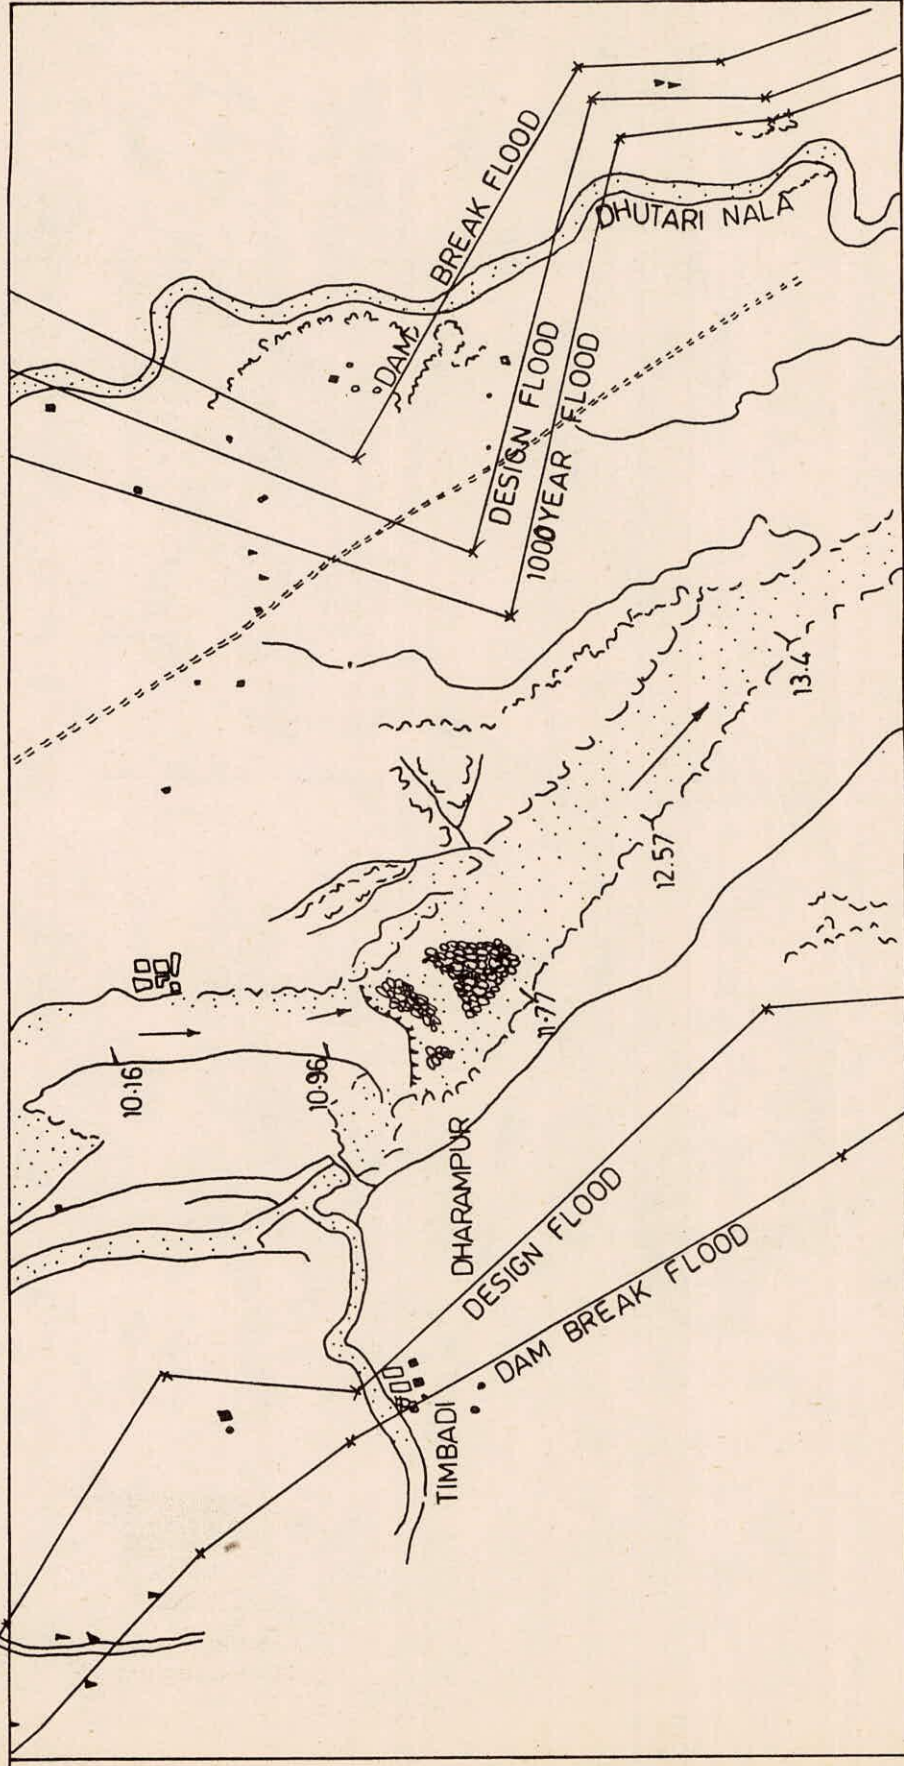 DAM BREAK FLOOD
DESIGN FLOOD
1000 YEAR FLOOD
DHUTARI NALA
10.16
10.96
11.77
12.57
13.4
DHARAMPUR
DESIGN FLOOD
TIMBADI
DAM BREAK FLOOD